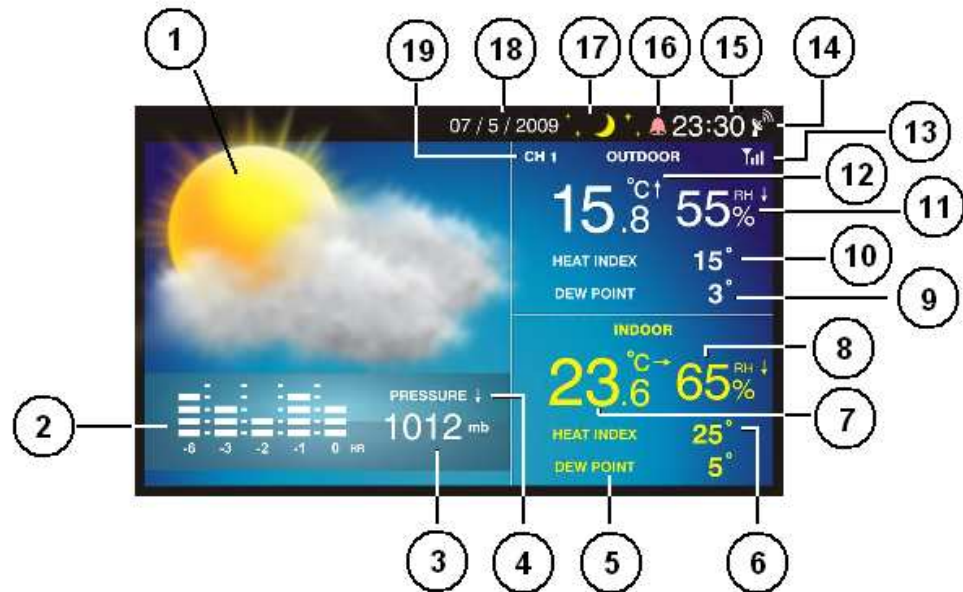 1
19
18
17
16
15
14
07 / 5 / 2009
23:30
13
CH 1 OUTDOOR
12
15.8 °C↑ 55% RH ↓
11
HEAT INDEX 15°
10
DEW POINT 3°
9
INDOOR
8
23.6 °C→ 65% RH ↓
7
PRESSURE ↓
1012 mb
2
-6 -3 -2 -1 0 HR
HEAT INDEX 25°
DEW POINT 5°
3
4
5
6